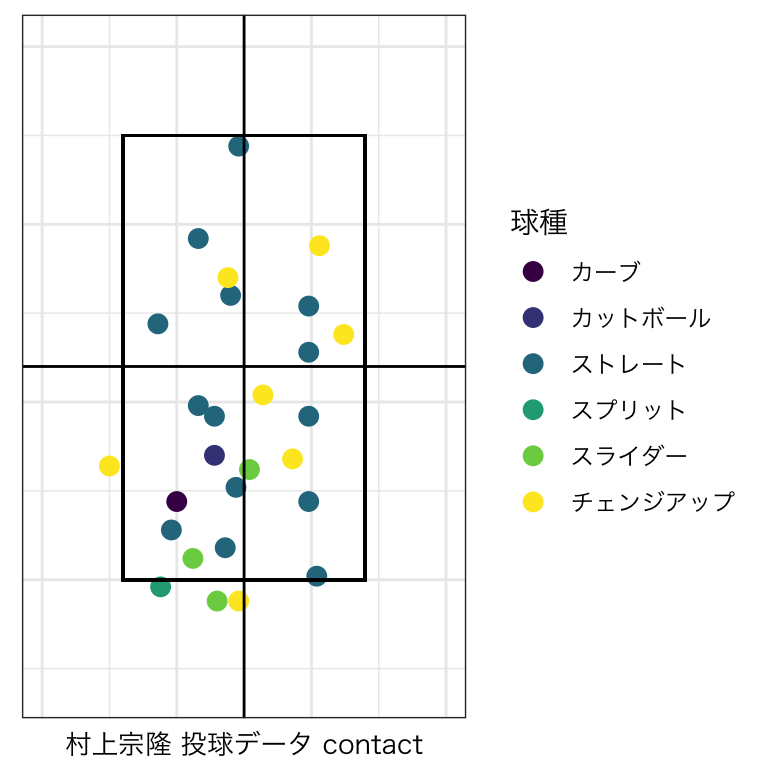 球種
カーブ
カットボール
ストレート
スプリット
スライダー
チェンジアップ
村上宗隆 投球データ contact